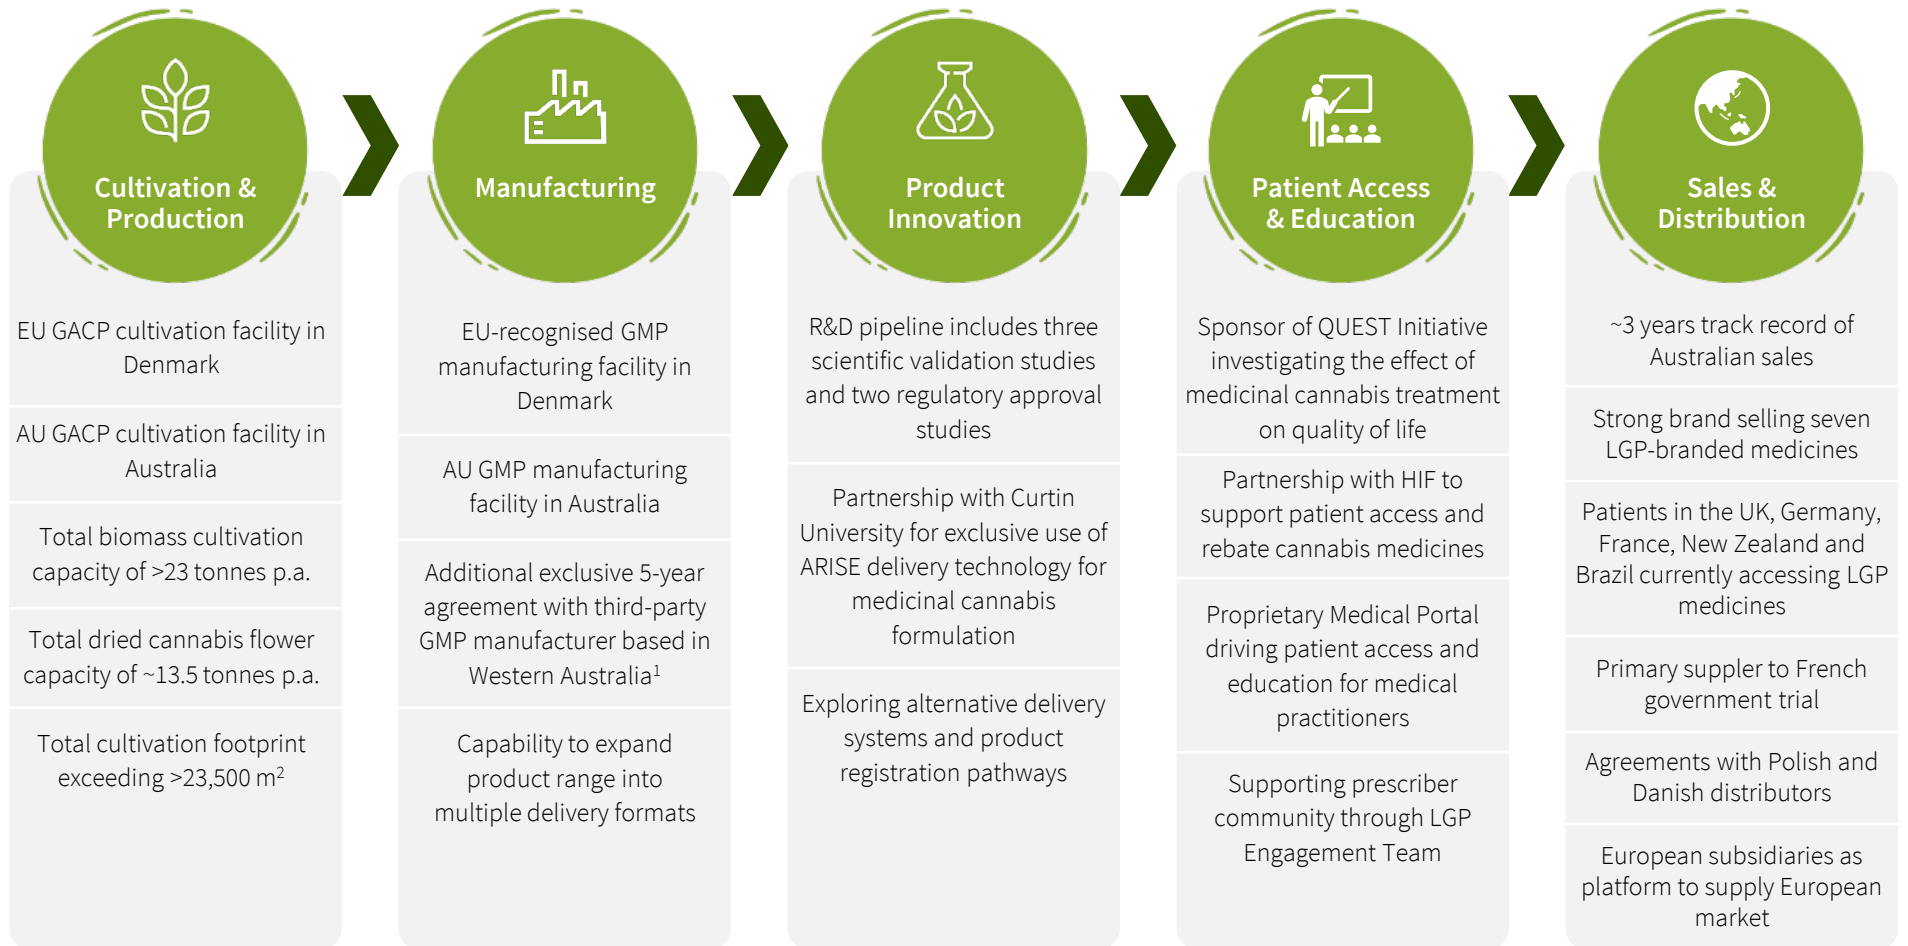 Cultivation &
Production
EU GACP cultivation facility in
Denmark
AU GACP cultivation facility in
Australia
Total biomass cultivation
capacity of >23 tonnes p.a.
Total dried cannabis flower
capacity of ~13.5 tonnes p.a.
Total cultivation footprint
exceeding >23,500 m²
Manufacturing
EU-recognised GMP
manufacturing facility in
Denmark
AU GMP manufacturing
facility in Australia
Additional exclusive 5-year
agreement with third-party
GMP manufacturer based in
Western Australia¹
Capability to expand
product range into
multiple delivery formats
Product
Innovation
R&D pipeline includes three
scientific validation studies
and two regulatory approval
studies
Partnership with Curtin
University for exclusive use of
ARISE delivery technology for
medicinal cannabis
formulation
Exploring alternative delivery
systems and product
registration pathways
Patient Access
& Education
Sponsor of QUEST Initiative
investigating the effect of
medicinal cannabis treatment
on quality of life
Partnership with HIF to
support patient access and
rebate cannabis medicines
Proprietary Medical Portal
driving patient access and
education for medical
practitioners
Supporting prescriber
community through LGP
Engagement Team
Sales &
Distribution
~3 years track record of
Australian sales
Strong brand selling seven
LGP-branded medicines
Patients in the UK, Germany,
France, New Zealand and
Brazil currently accessing LGP
medicines
Primary suppler to French
government trial
Agreements with Polish and
Danish distributors
European subsidiaries as
platform to supply European
market